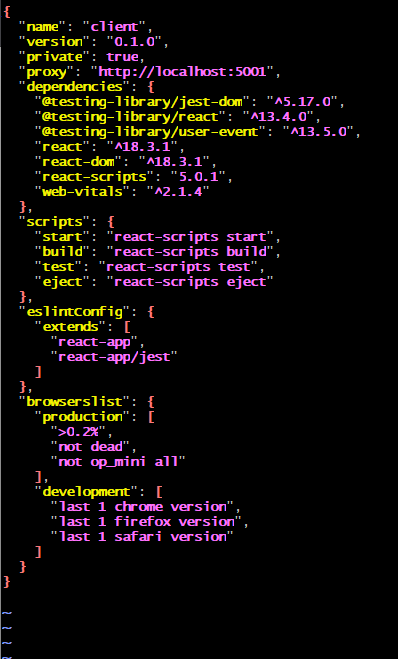 {
  "name": "client",
  "version": "0.1.0",
  "private": true,
  "proxy": "http://localhost:5001",
  "dependencies": {
    "@testing-library/jest-dom": "^5.17.0",
    "@testing-library/react": "^13.4.0",
    "@testing-library/user-event": "^13.5.0",
    "react": "^18.3.1",
    "react-dom": "^18.3.1",
    "react-scripts": "5.0.1",
    "web-vitals": "^2.1.4"
  },
  "scripts": {
    "start": "react-scripts start",
    "build": "react-scripts build",
    "test": "react-scripts test",
    "eject": "react-scripts eject"
  },
  "eslintConfig": {
    "extends": [
      "react-app",
      "react-app/jest"
    ]
  },
  "browserslist": {
    "production": [
      ">0.2%",
      "not dead",
      "not op_mini all"
    ],
    "development": [
      "last 1 chrome version",
      "last 1 firefox version",
      "last 1 safari version"
    ]
  }
}
~
~
~
~